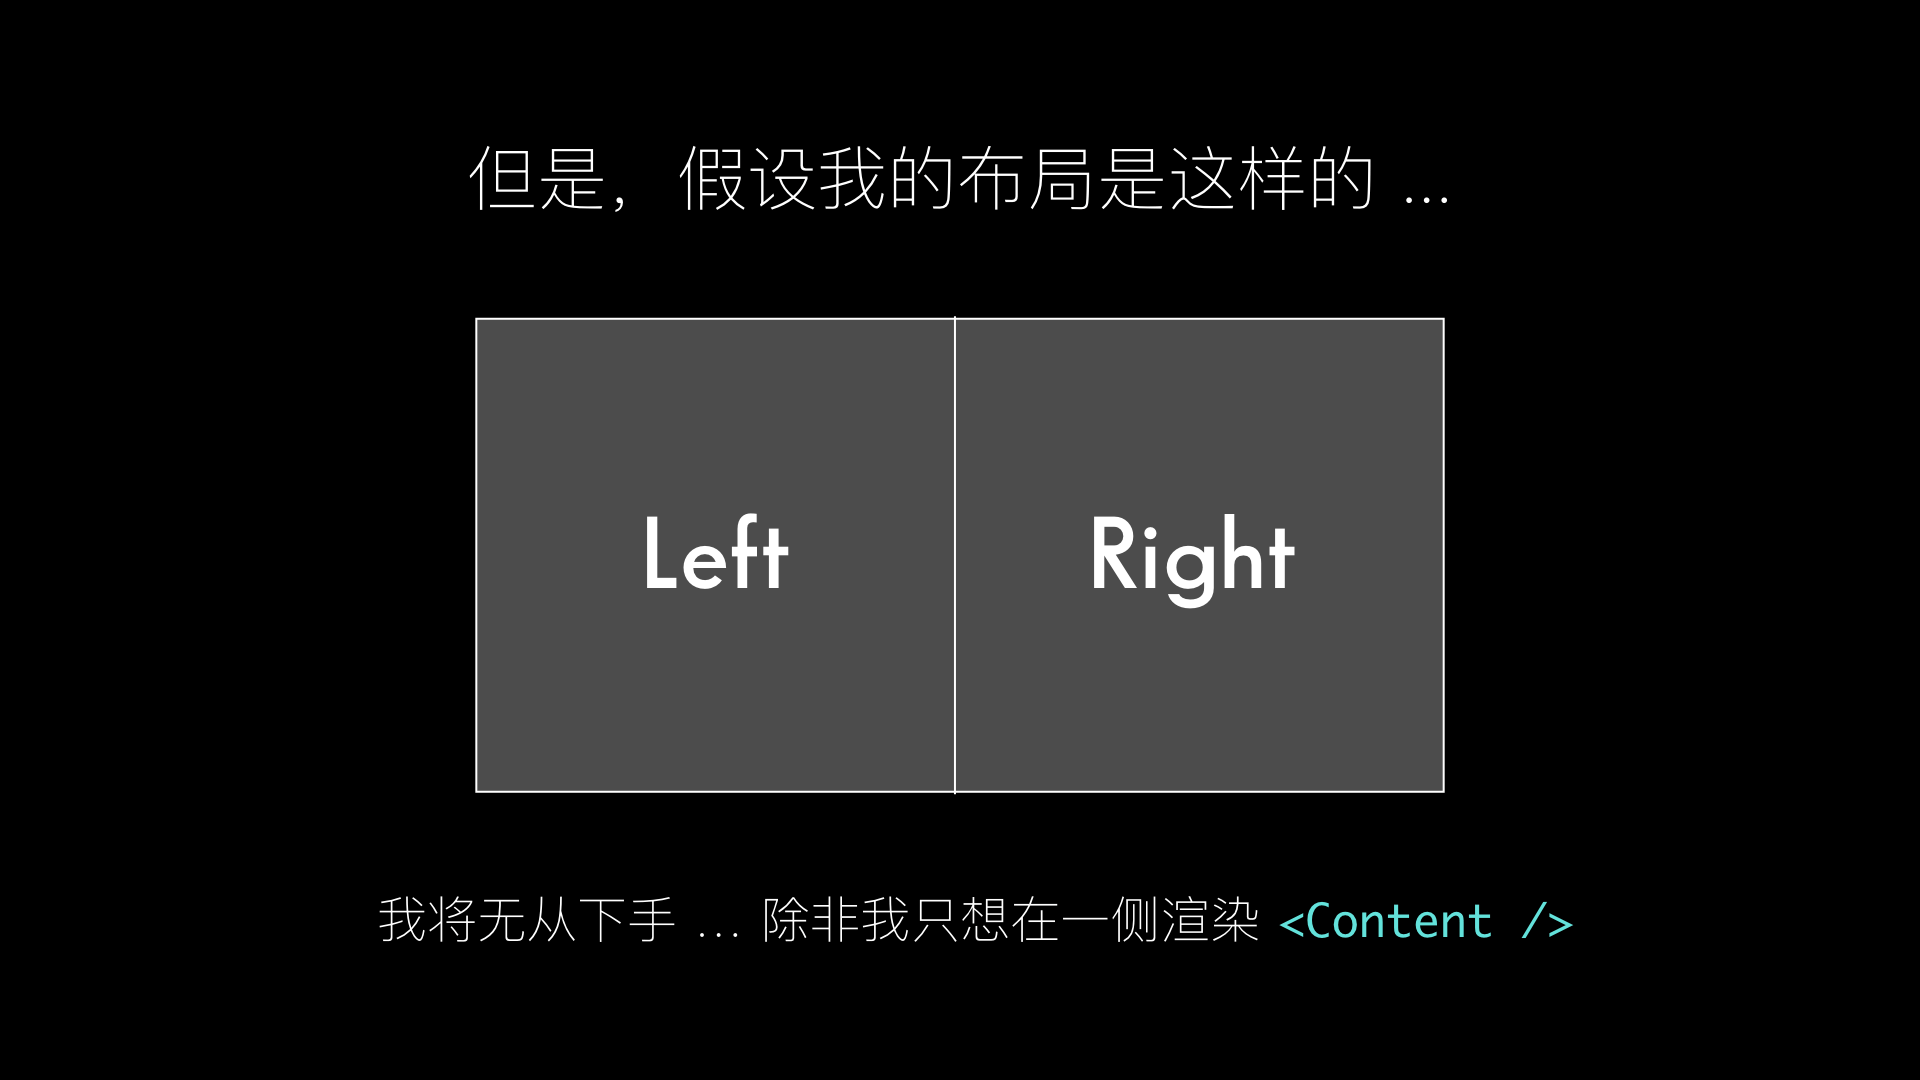 但是，假设我的布局是这样的 ...
Left
Right
我将无从下手 ... 除非我只想在一侧渲染 <Content />